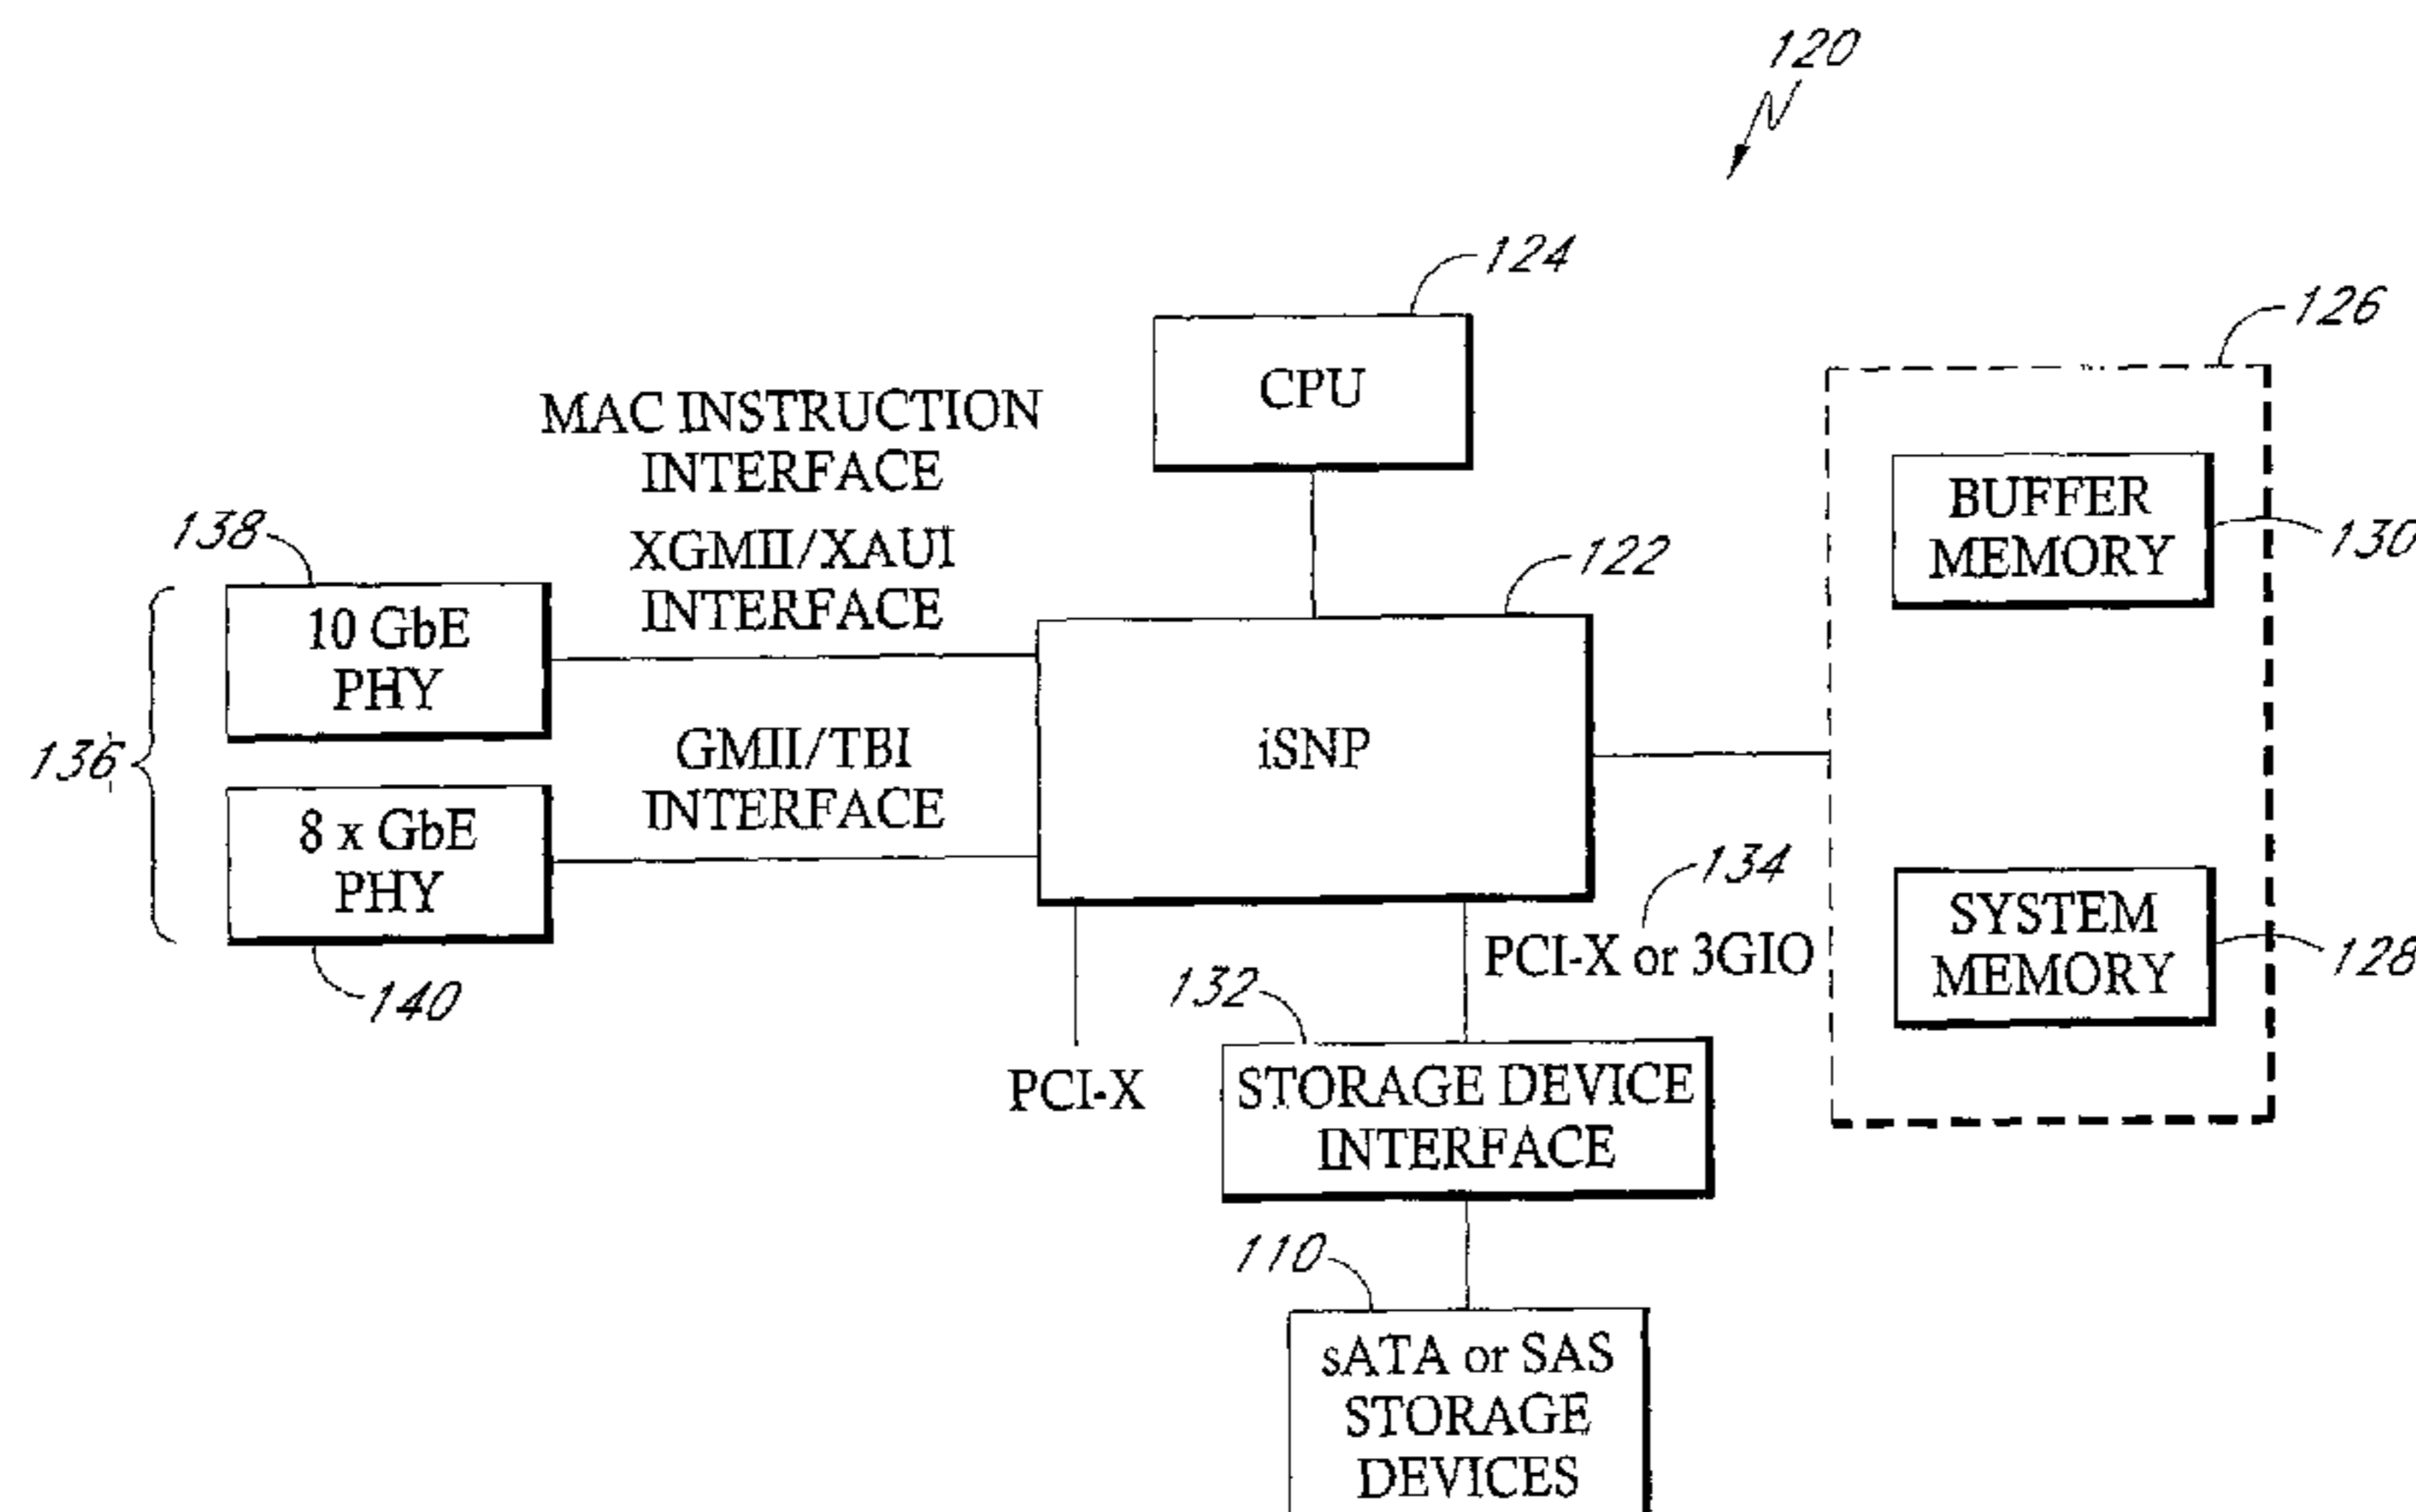 120
124
CPU
126
MAC INSTRUCTION
INTERFACE
BUFFER
MEMORY
130
138
XGMII/XAUI
INTERFACE
122
10 GbE
PHY
136
GMII/TBI
INTERFACE
iSNP
8 x GbE
PHY
140
134
PCI-X or 3GIO
SYSTEM
MEMORY
128
132
PCI-X
STORAGE DEVICE
INTERFACE
110
sATA or SAS
STORAGE
DEVICES